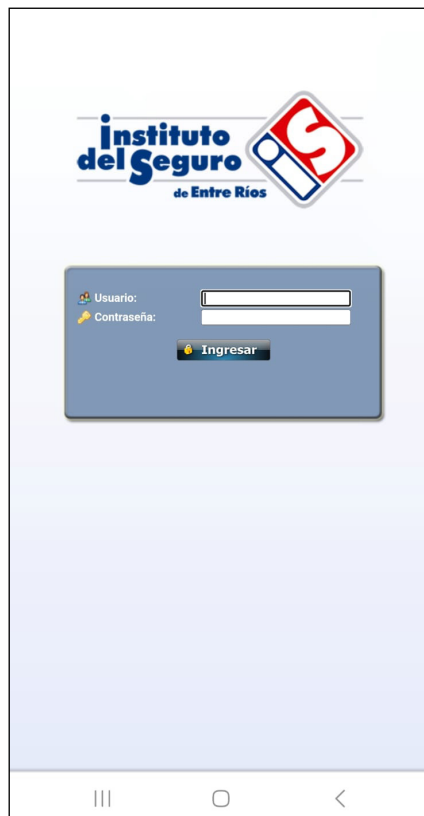 instituto
del Seguro
de Entre Ríos
iS
Usuario:
Contraseña:
Ingresar